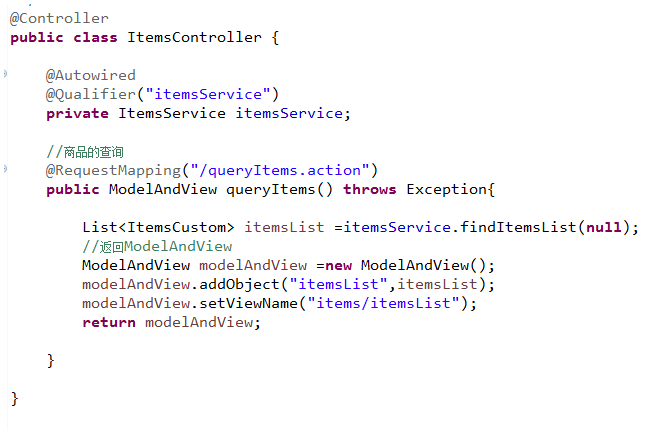 @Controller
public class ItemsController {
@Autowired
@Qualifier("itemsService")
private ItemsService itemsService;
//商品的查询
@RequestMapping("/queryItems.action")
public ModelAndView queryItems() throws Exception{
List<ItemsCustom> itemsList =itemsService.findItemsList(null);
//返回ModelAndView
ModelAndView modelAndView =new ModelAndView();
modelAndView.addObject("itemsList",itemsList);
modelAndView.setViewName("items/itemsList");
return modelAndView;
}
}